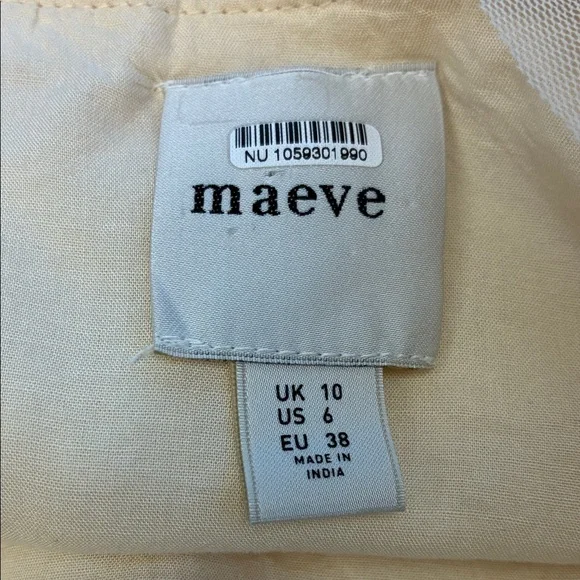 NU 1059301990
maeve
UK 10
US 6
EU 38
MADE IN
INDIA